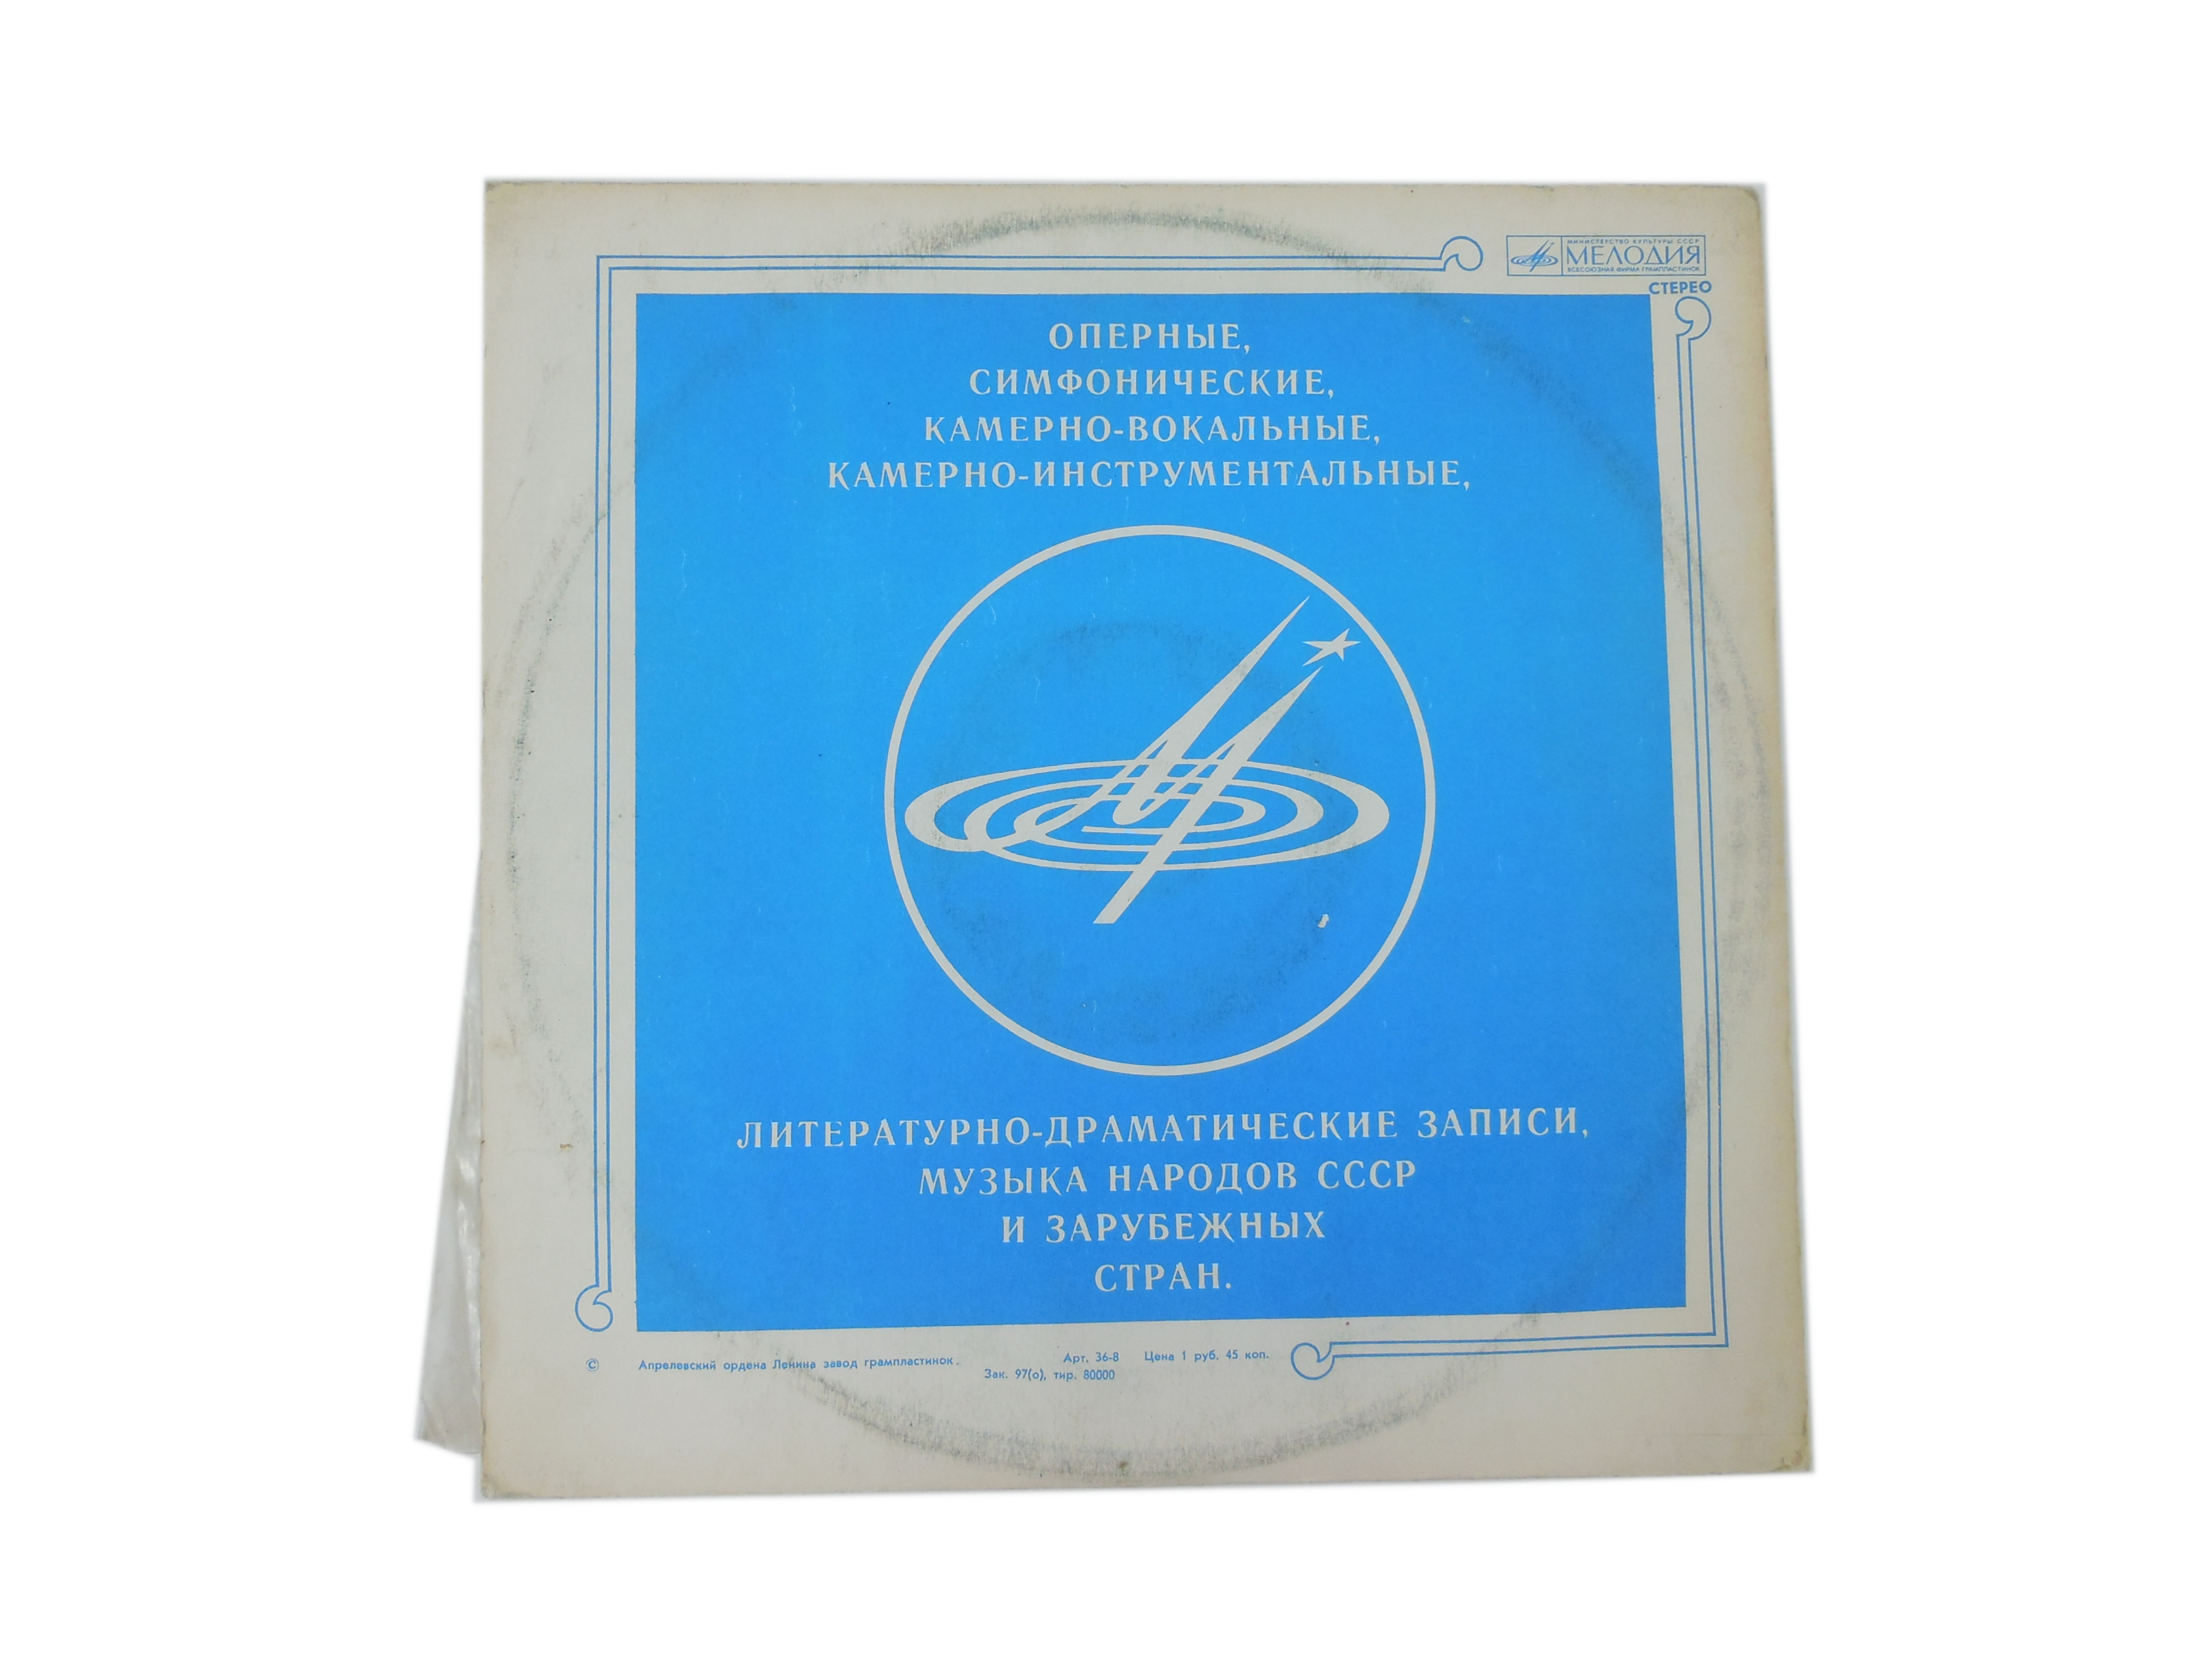 МИНИСТЕРСТВО КУЛЬТУРЫ СССР
МЕЛОДИЯ
ВСЕСОЮЗНАЯ ФИРМА ГРАМПЛАСТИНОК
СТЕРЕО
ОПЕРНЫЕ,
СИМФОНИЧЕСКИЕ,
КАМЕРНО-ВОКАЛЬНЫЕ,
КАМЕРНО-ИНСТРУМЕНТАЛЬНЫЕ,
ЛИТЕРАТУРНО-ДРАМАТИЧЕСКИЕ ЗАПИСИ,
МУЗЫКА НАРОДОВ СССР
И ЗАРУБЕЖНЫХ
СТРАН.
© Апрелевский ордена Ленина завод грампластинок. Арт. 36-8 Цена 1 руб. 45 коп.
Зак. 97(о), тир. 80000